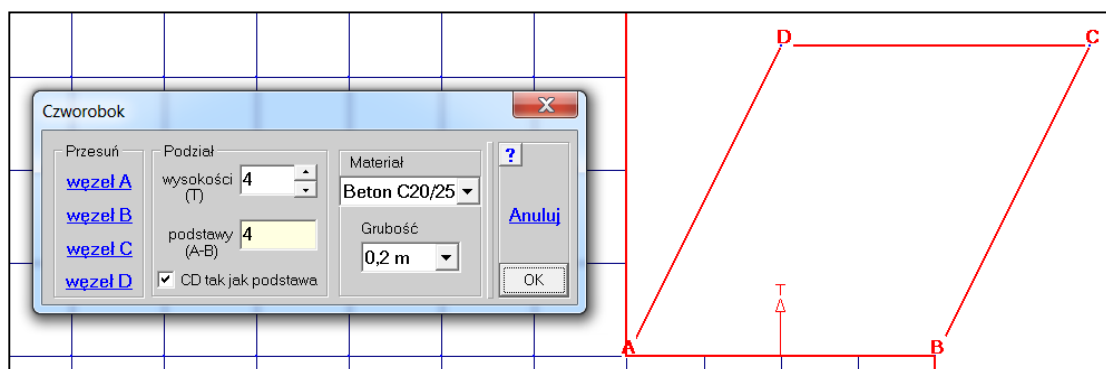 D
C
Czworobok
Przesuń
węzeł A
węzeł B
węzeł C
węzeł D
Podział
wysokości
(T)
4
podstawy
(A-B)
4
CD tak jak podstawa
Materiał
Beton C20/25
Grubość
0,2 m
?
Anuluj
OK
T
A
B